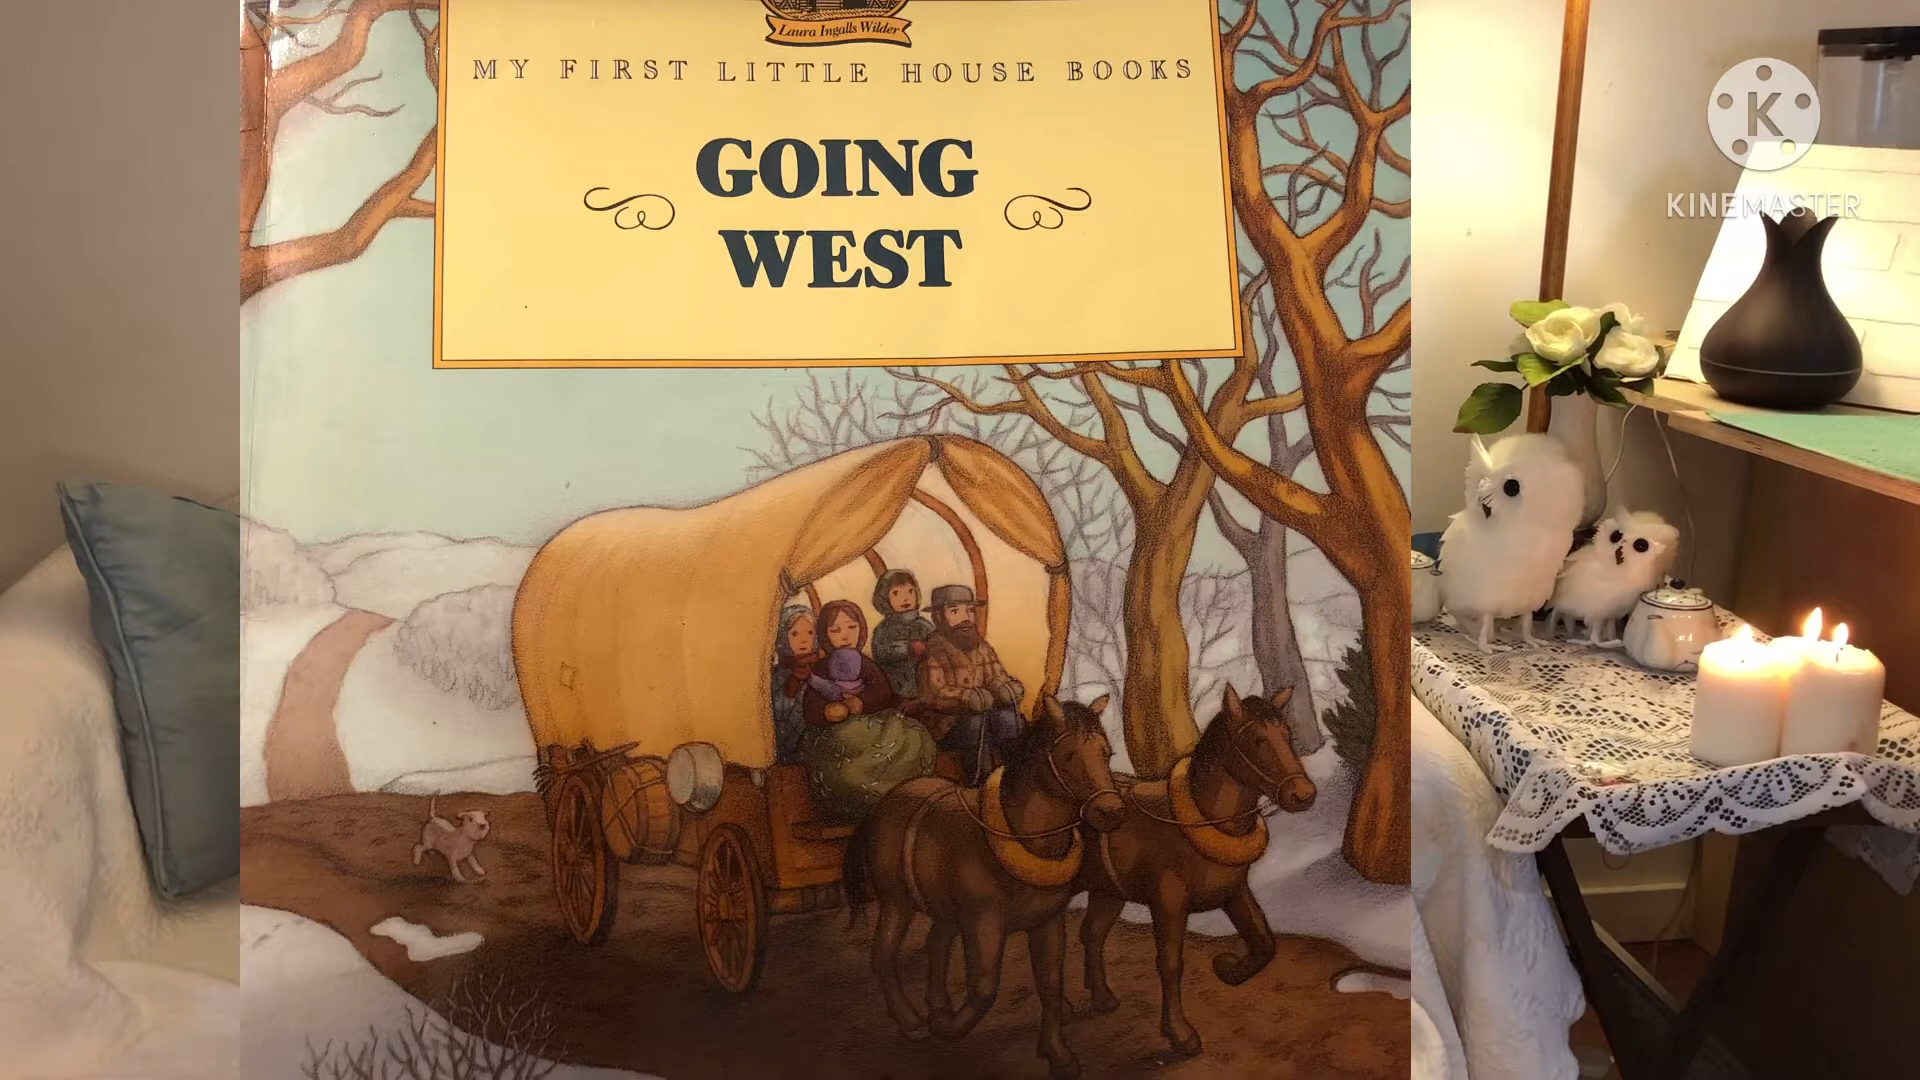 Laura Ingalls Wilder
MY FIRST LITTLE HOUSE BOOKS
GOING
WEST
K
KINEMASTER